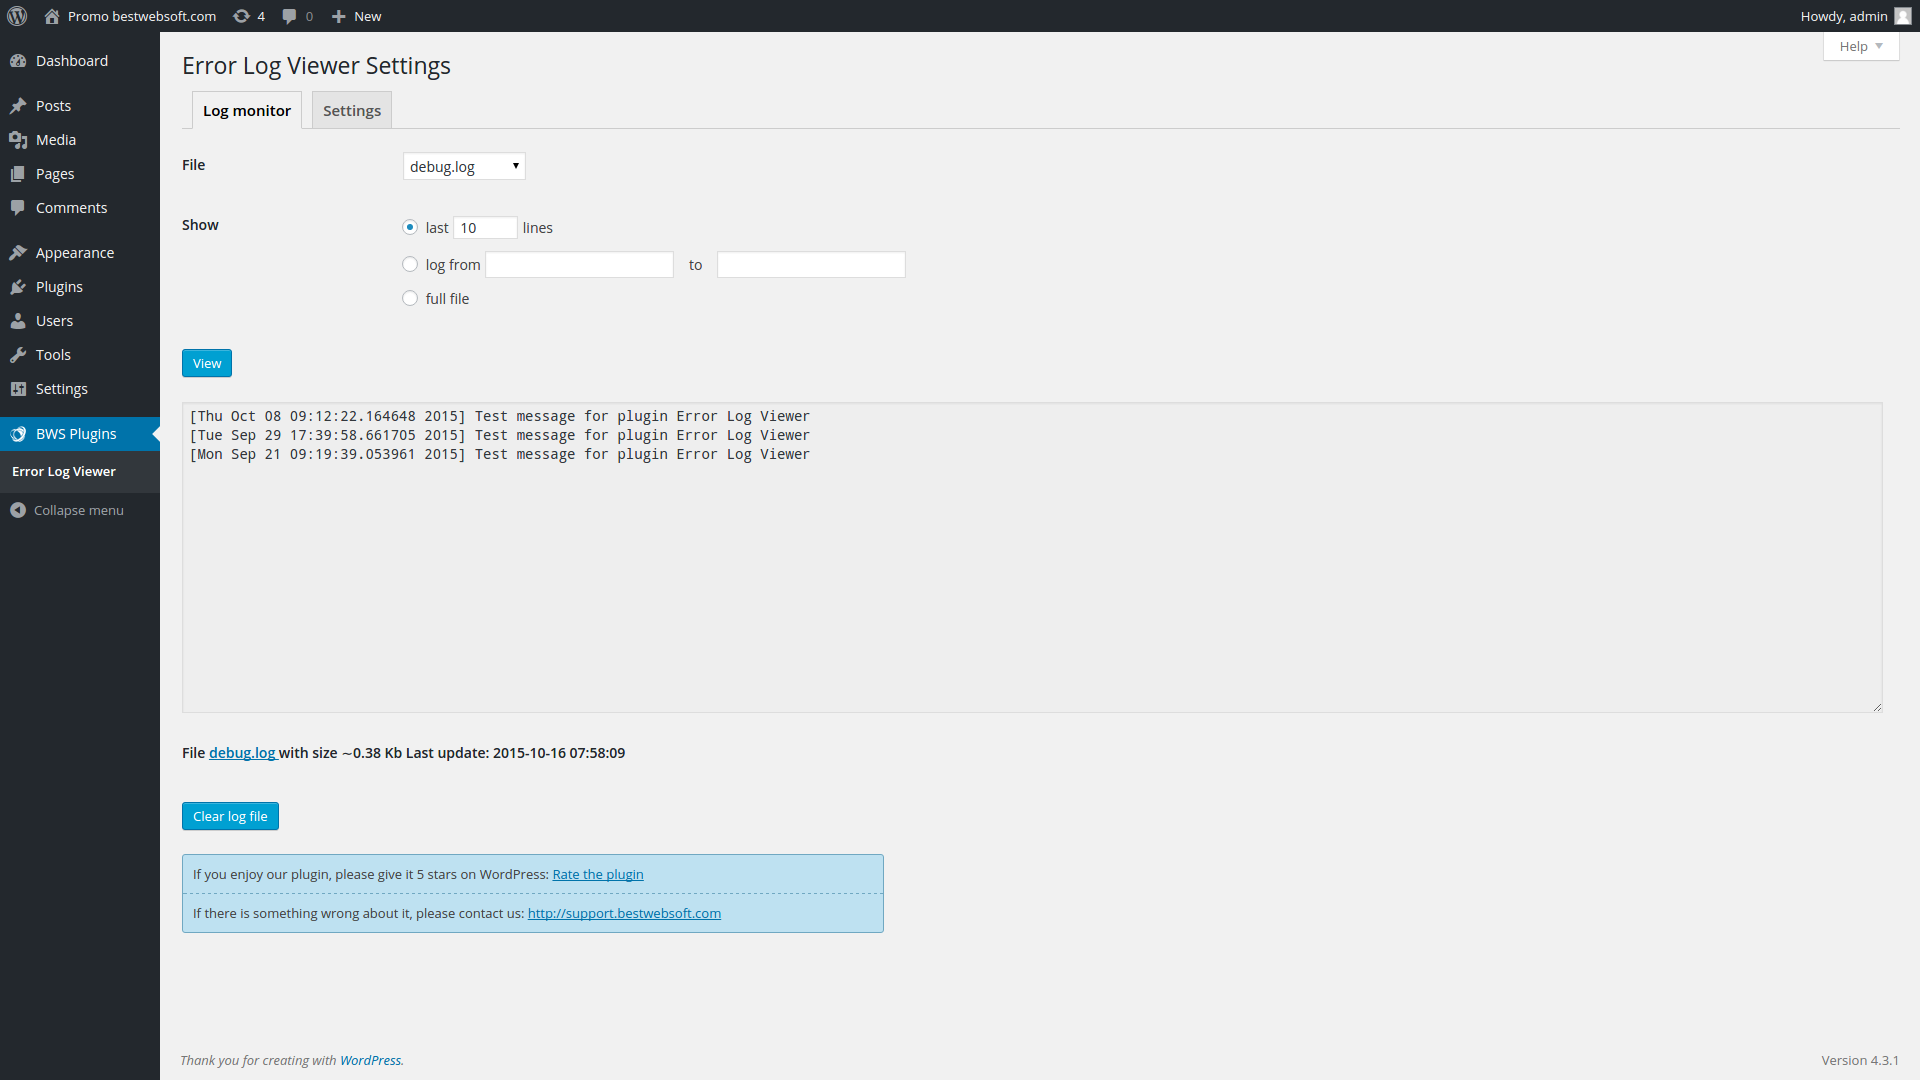 Promo bestwebsoft.com 4 0 New Howdy, admin
Help
Dashboard
Posts
Media
Pages
Comments
Appearance
Plugins
Users
Tools
Settings
BWS Plugins
Error Log Viewer
Collapse menu
Error Log Viewer Settings
Log monitor Settings
File debug.log
Show last 10 lines
log from to
full file
View
[Thu Oct 08 09:12:22.164648 2015] Test message for plugin Error Log Viewer
[Tue Sep 29 17:39:58.661705 2015] Test message for plugin Error Log Viewer
[Mon Sep 21 09:19:39.053961 2015] Test message for plugin Error Log Viewer
File debug.log with size ~0.38 Kb Last update: 2015-10-16 07:58:09
Clear log file
If you enjoy our plugin, please give it 5 stars on WordPress: Rate the plugin
If there is something wrong about it, please contact us: http://support.bestwebsoft.com
Thank you for creating with WordPress. Version 4.3.1